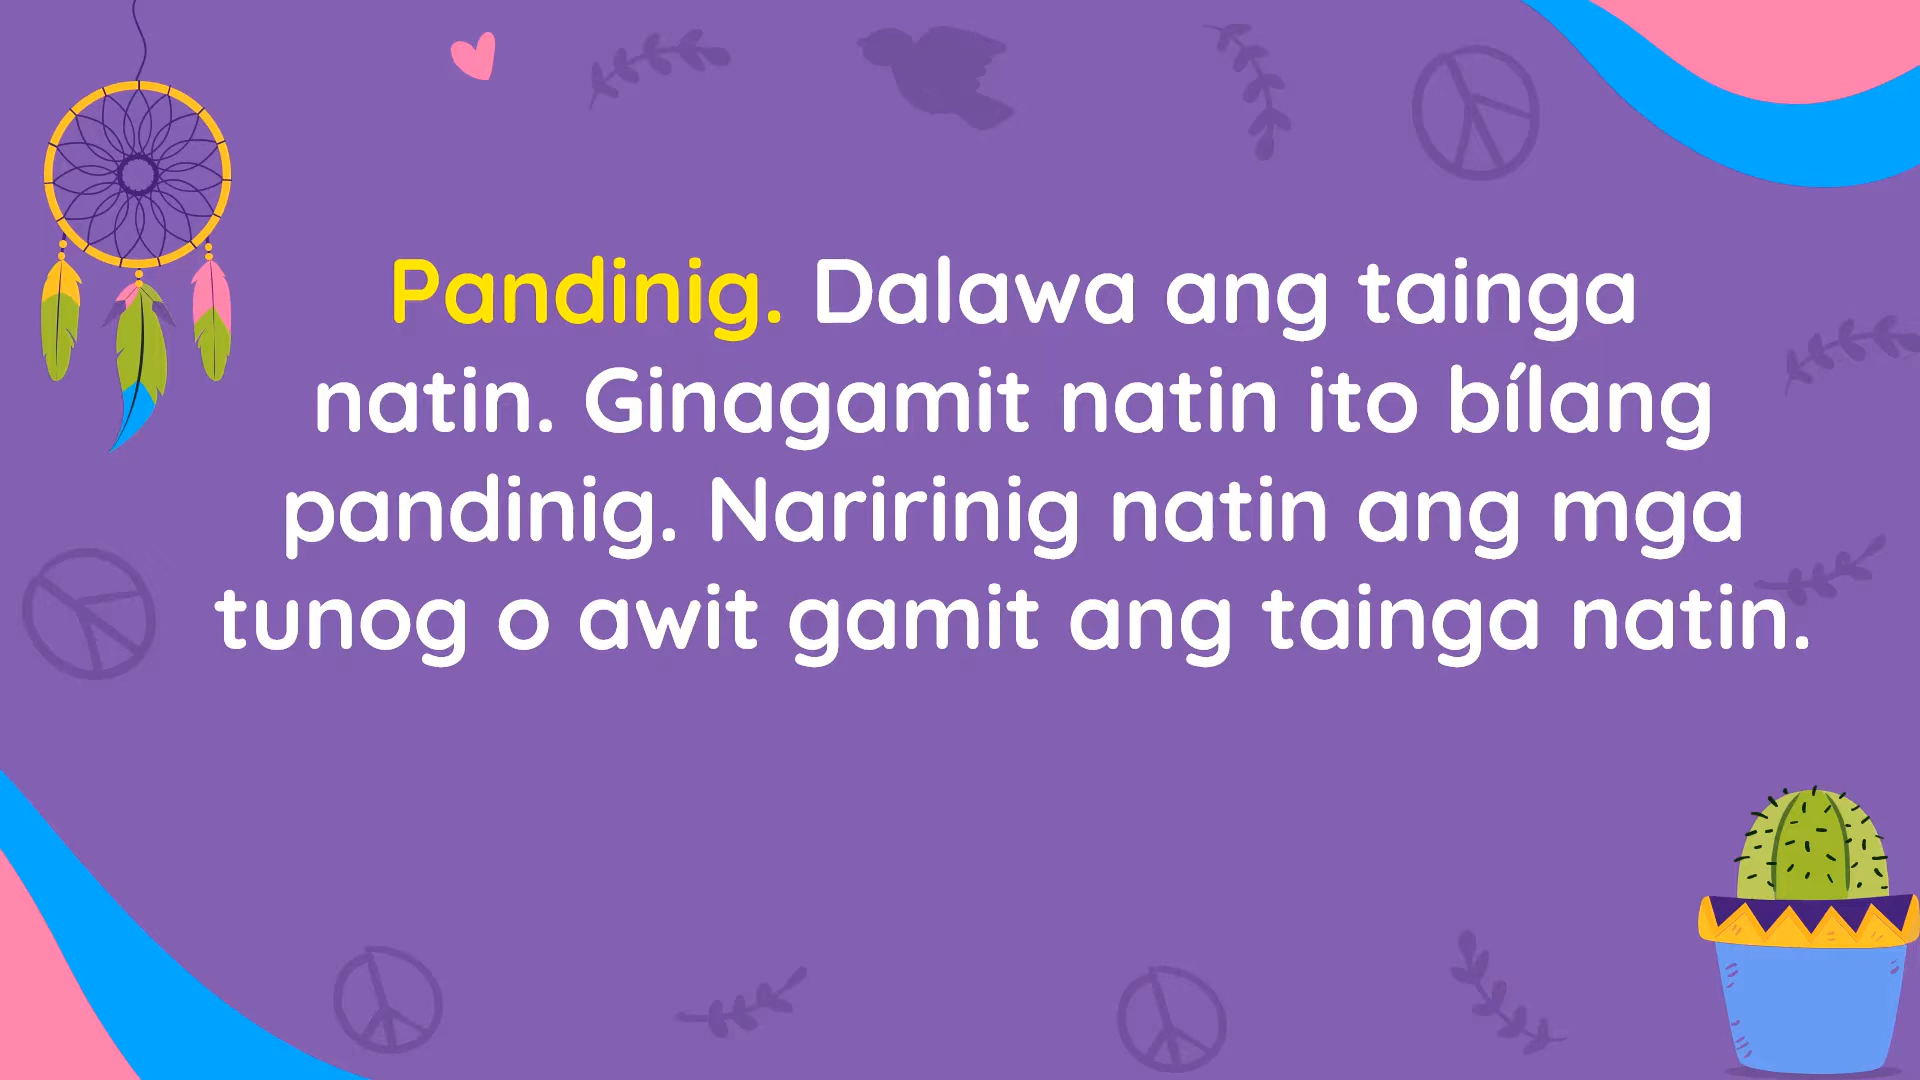 Pandinig. Dalawa ang tainga
natin. Ginagamit natin ito bílang
pandinig. Naririnig natin ang mga
tunog o awit gamit ang tainga natin.